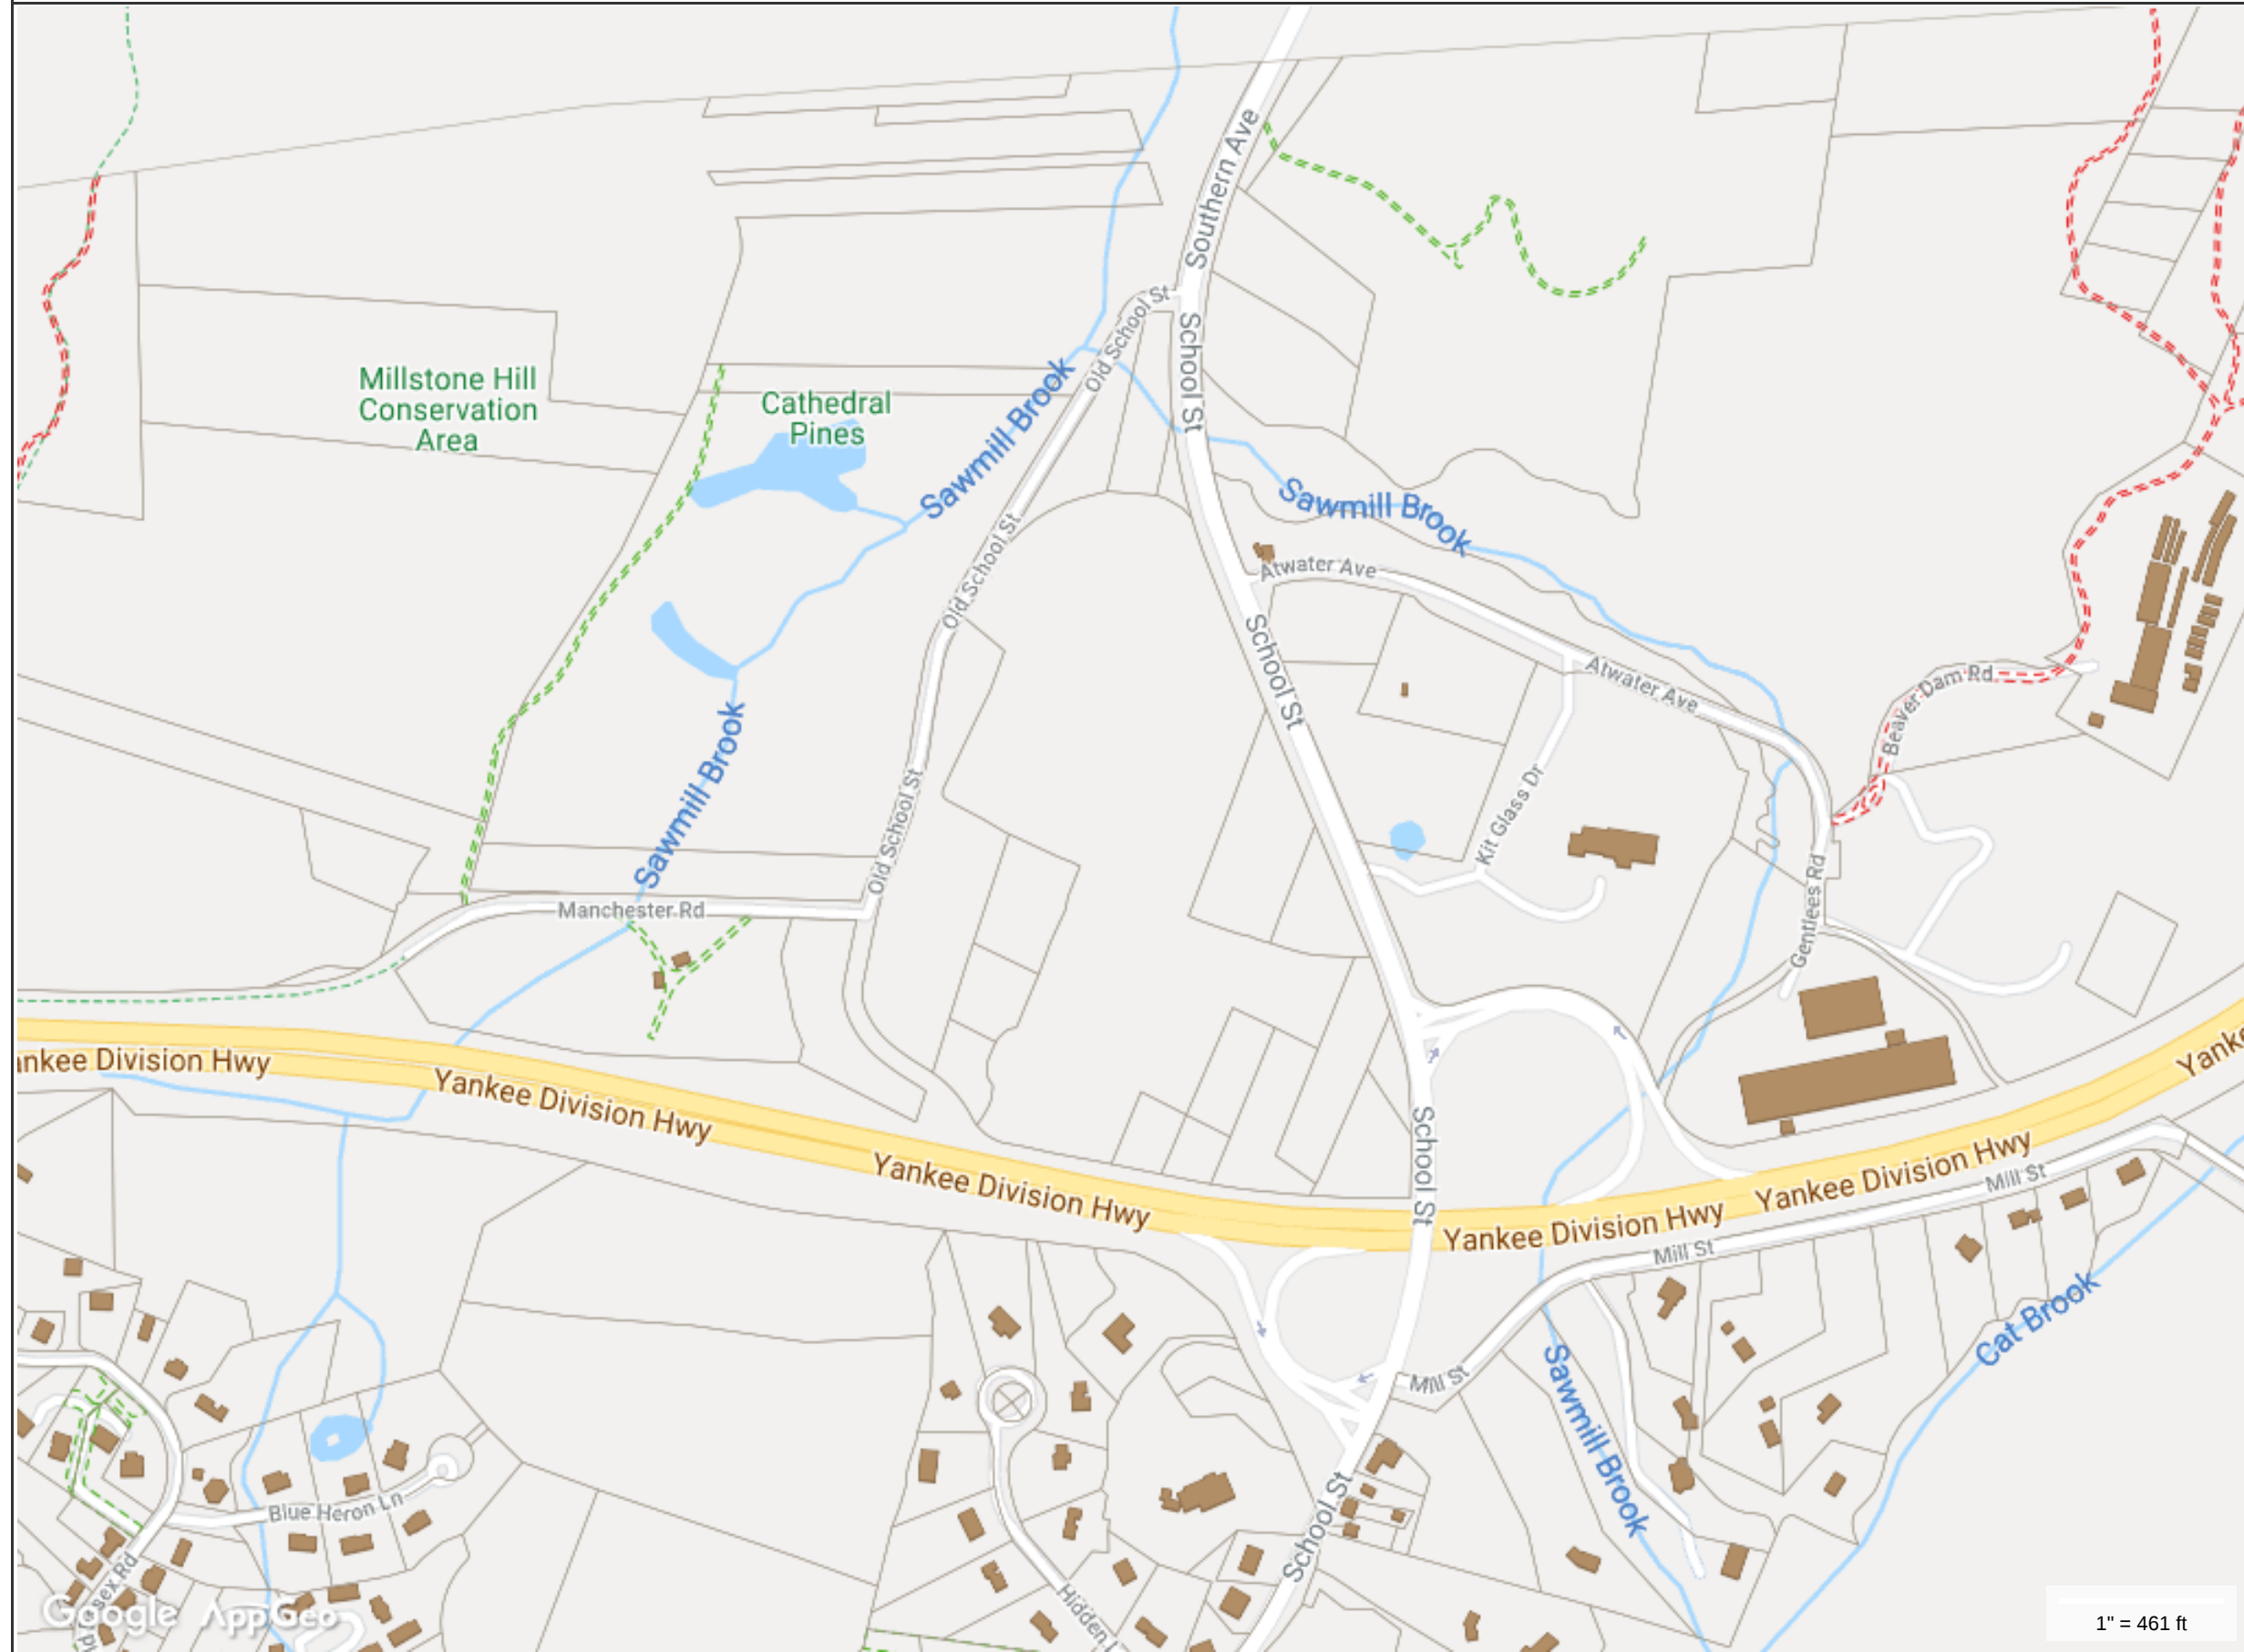 Southern Ave
Old School St
School St
Millstone Hill
Conservation
Area
Cathedral
Pines
Sawmill Brook
Sawmill Brook
Old School St
Atwater Ave
School St
Atwater Ave
Beaver Dam Rd
Sawmill Brook
Old School St
Kit Glass Dr
Gentlees Rd
Manchester Rd
ankee Division Hwy
Yankee Division Hwy
Yankee Division Hwy
School St
Yankee Division Hwy
Yankee Division Hwy
Yanke
Mill St
Mill St
Mill St
Cat Brook
Sawmill Brook
School St
Blue Heron Ln
Hidden
Google AppGeo
1" = 461 ft